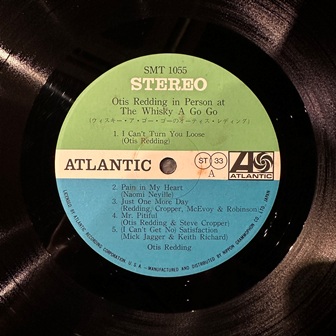 SMT 1055
STEREO
Otis Redding in Person at
The Whisky A Go Go
(ウィスキー・ア・ゴー・ゴーのオーティス・レディング)
1. I Can't Turn You Loose
(Otis Redding)
ATLANTIC
ST 33
A
ATLANTIC
2. Pain in My Heart
(Naomi Neville)
3. Just One More Day
(Redding, Cropper, McEvoy & Robinson)
4. Mr. Pitiful
(Otis Redding & Steve Cropper)
5. (I Can't Get No) Satisfaction
(Mick Jagger & Keith Richard)
Otis Redding
LICENSED BY ATLANTIC RECORDING CORPORATION, U.S.A.—MANUFACTURED AND DISTRIBUTED BY NIPPON GRAMMOPHON CO., LTD., JAPAN